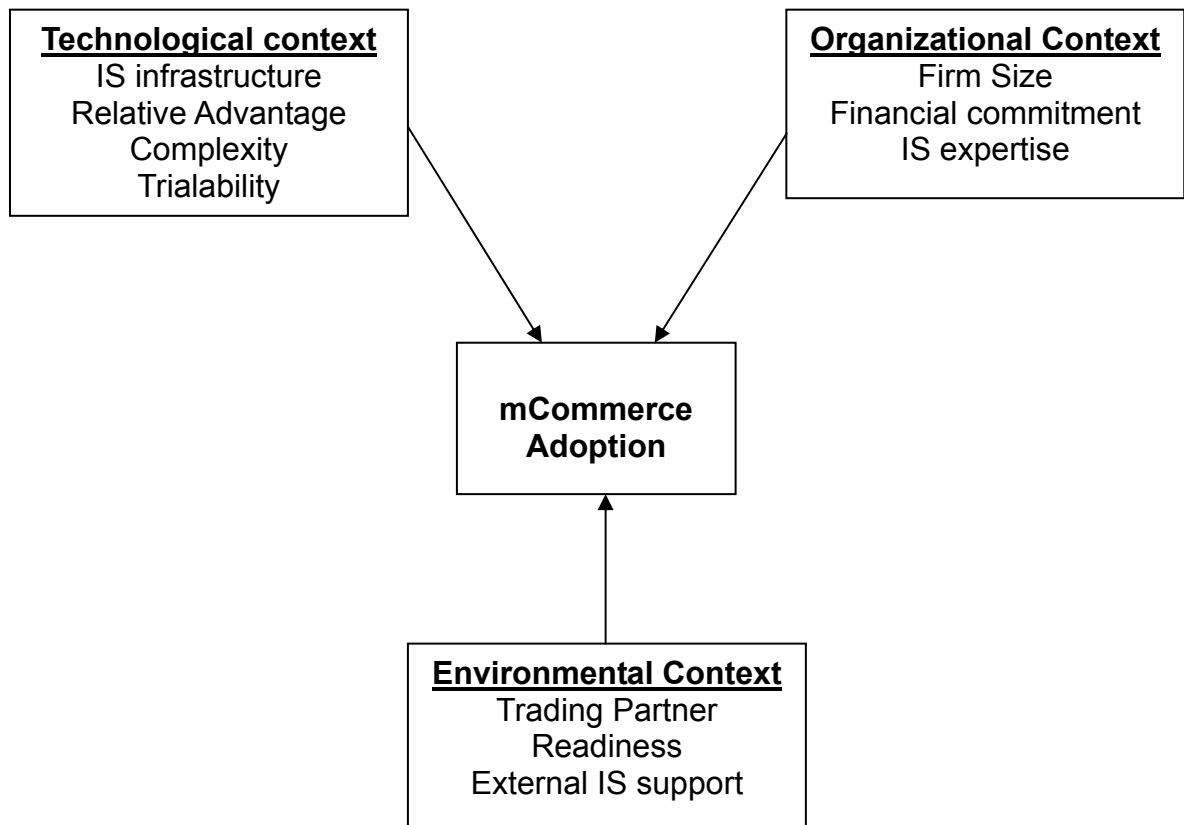 Technological context
IS infrastructure
Relative Advantage
Complexity
Trialability
Organizational Context
Firm Size
Financial commitment
IS expertise
mCommerce
Adoption
Environmental Context
Trading Partner
Readiness
External IS support